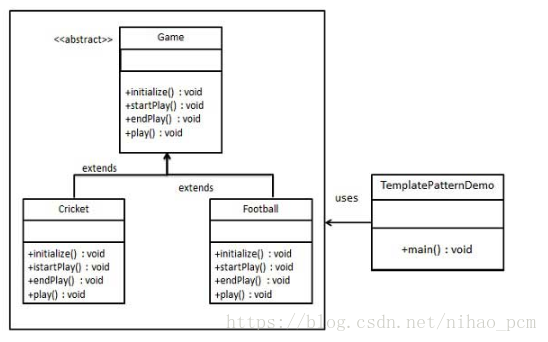 <<abstract>>
Game
+initialize() : void
+startPlay() : void
+endPlay() : void
+play() : void
extends
extends
Cricket
+initialize() : void
+istartPlay() : void
+endPlay() : void
+play() : void
Football
+initialize() : void
+startPlay() : void
+endPlay() : void
+play() : void
uses
TemplatePatternDemo
+main() : void
https://blog.csdn.net/nihao_pcm